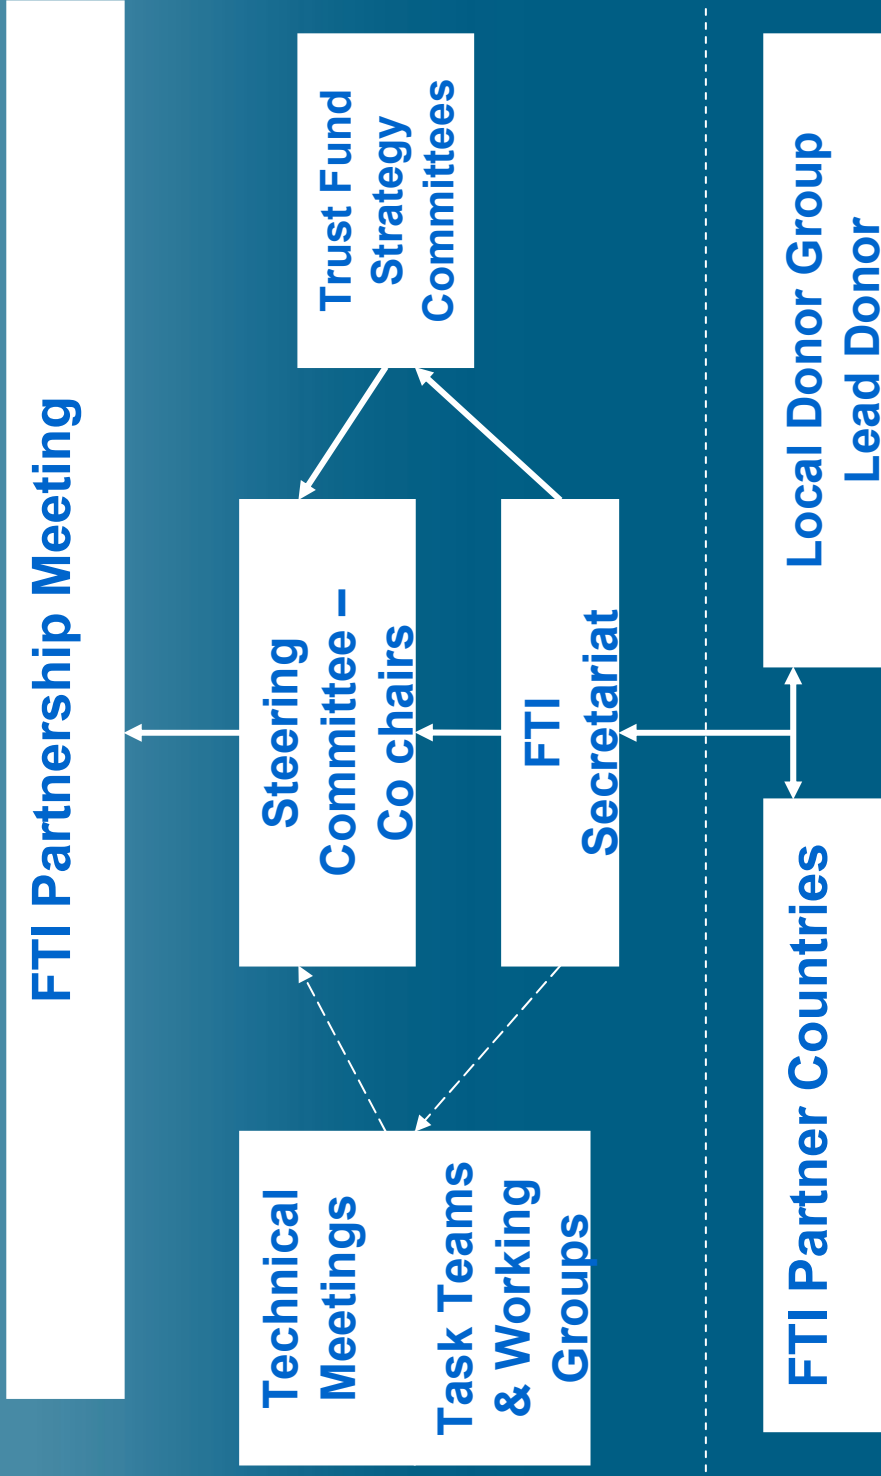 FTI Partnership Meeting
Technical
Meetings
Task Teams
& Working
Groups
Steering
Committee –
Co chairs
Trust Fund
Strategy
Committees
FTI
Secretariat
FTI Partner Countries
Local Donor Group
Lead Donor